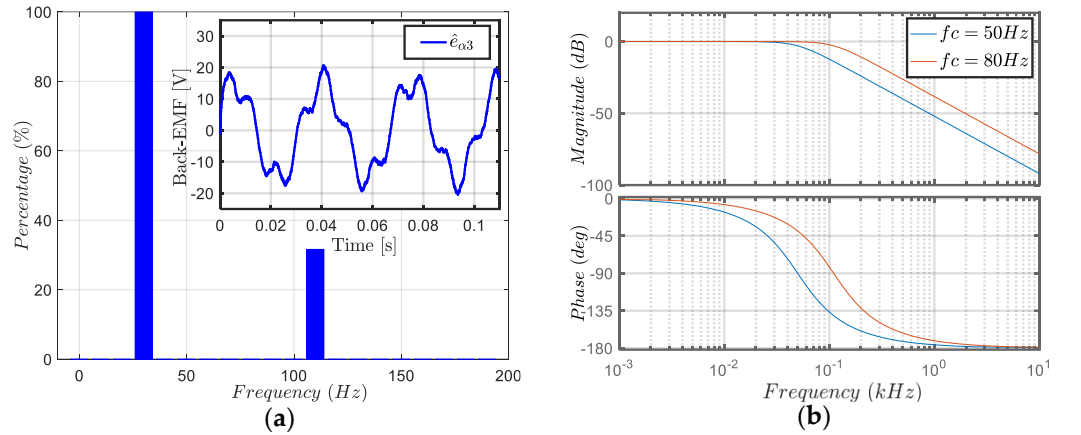 30
20
10
0
-10
-20
Back-EMF [V]
ê_{α3}
0 0.02 0.04 0.06 0.08 0.1
Time [s]
100
80
60
40
20
0
Percentage (%)
0 50 100 150 200
Frequency (Hz)
(a)
0
-50
-100
Magnitude (dB)
fc = 50Hz
fc = 80Hz
0
-45
-90
-135
-180
Phase (deg)
10^{-3} 10^{-2} 10^{-1} 10^{0} 10^{1}
Frequency (kHz)
(b)